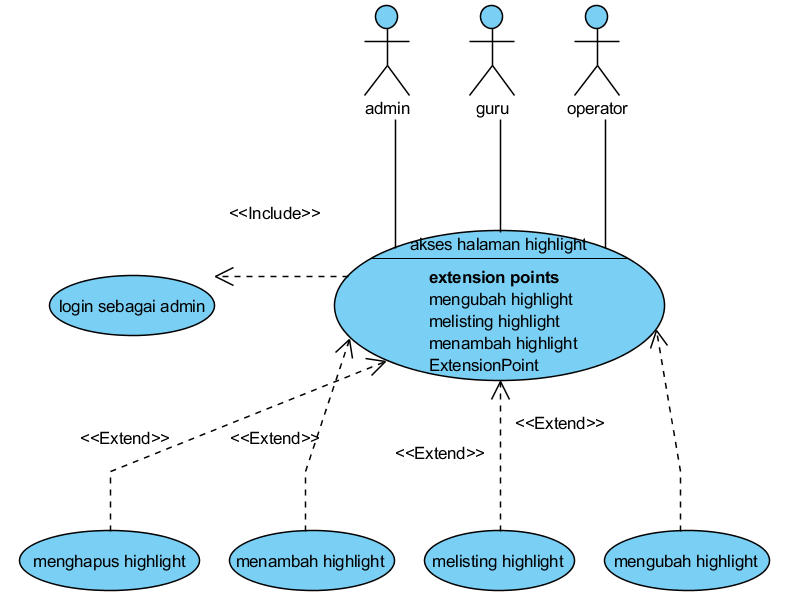 admin
guru
operator
<<Include>>
akses halaman highlight
extension points
mengubah highlight
melisting highlight
menambah highlight
ExtensionPoint
login sebagai admin
<<Extend>>
<<Extend>>
<<Extend>>
<<Extend>>
menghapus highlight
menambah highlight
melisting highlight
mengubah highlight